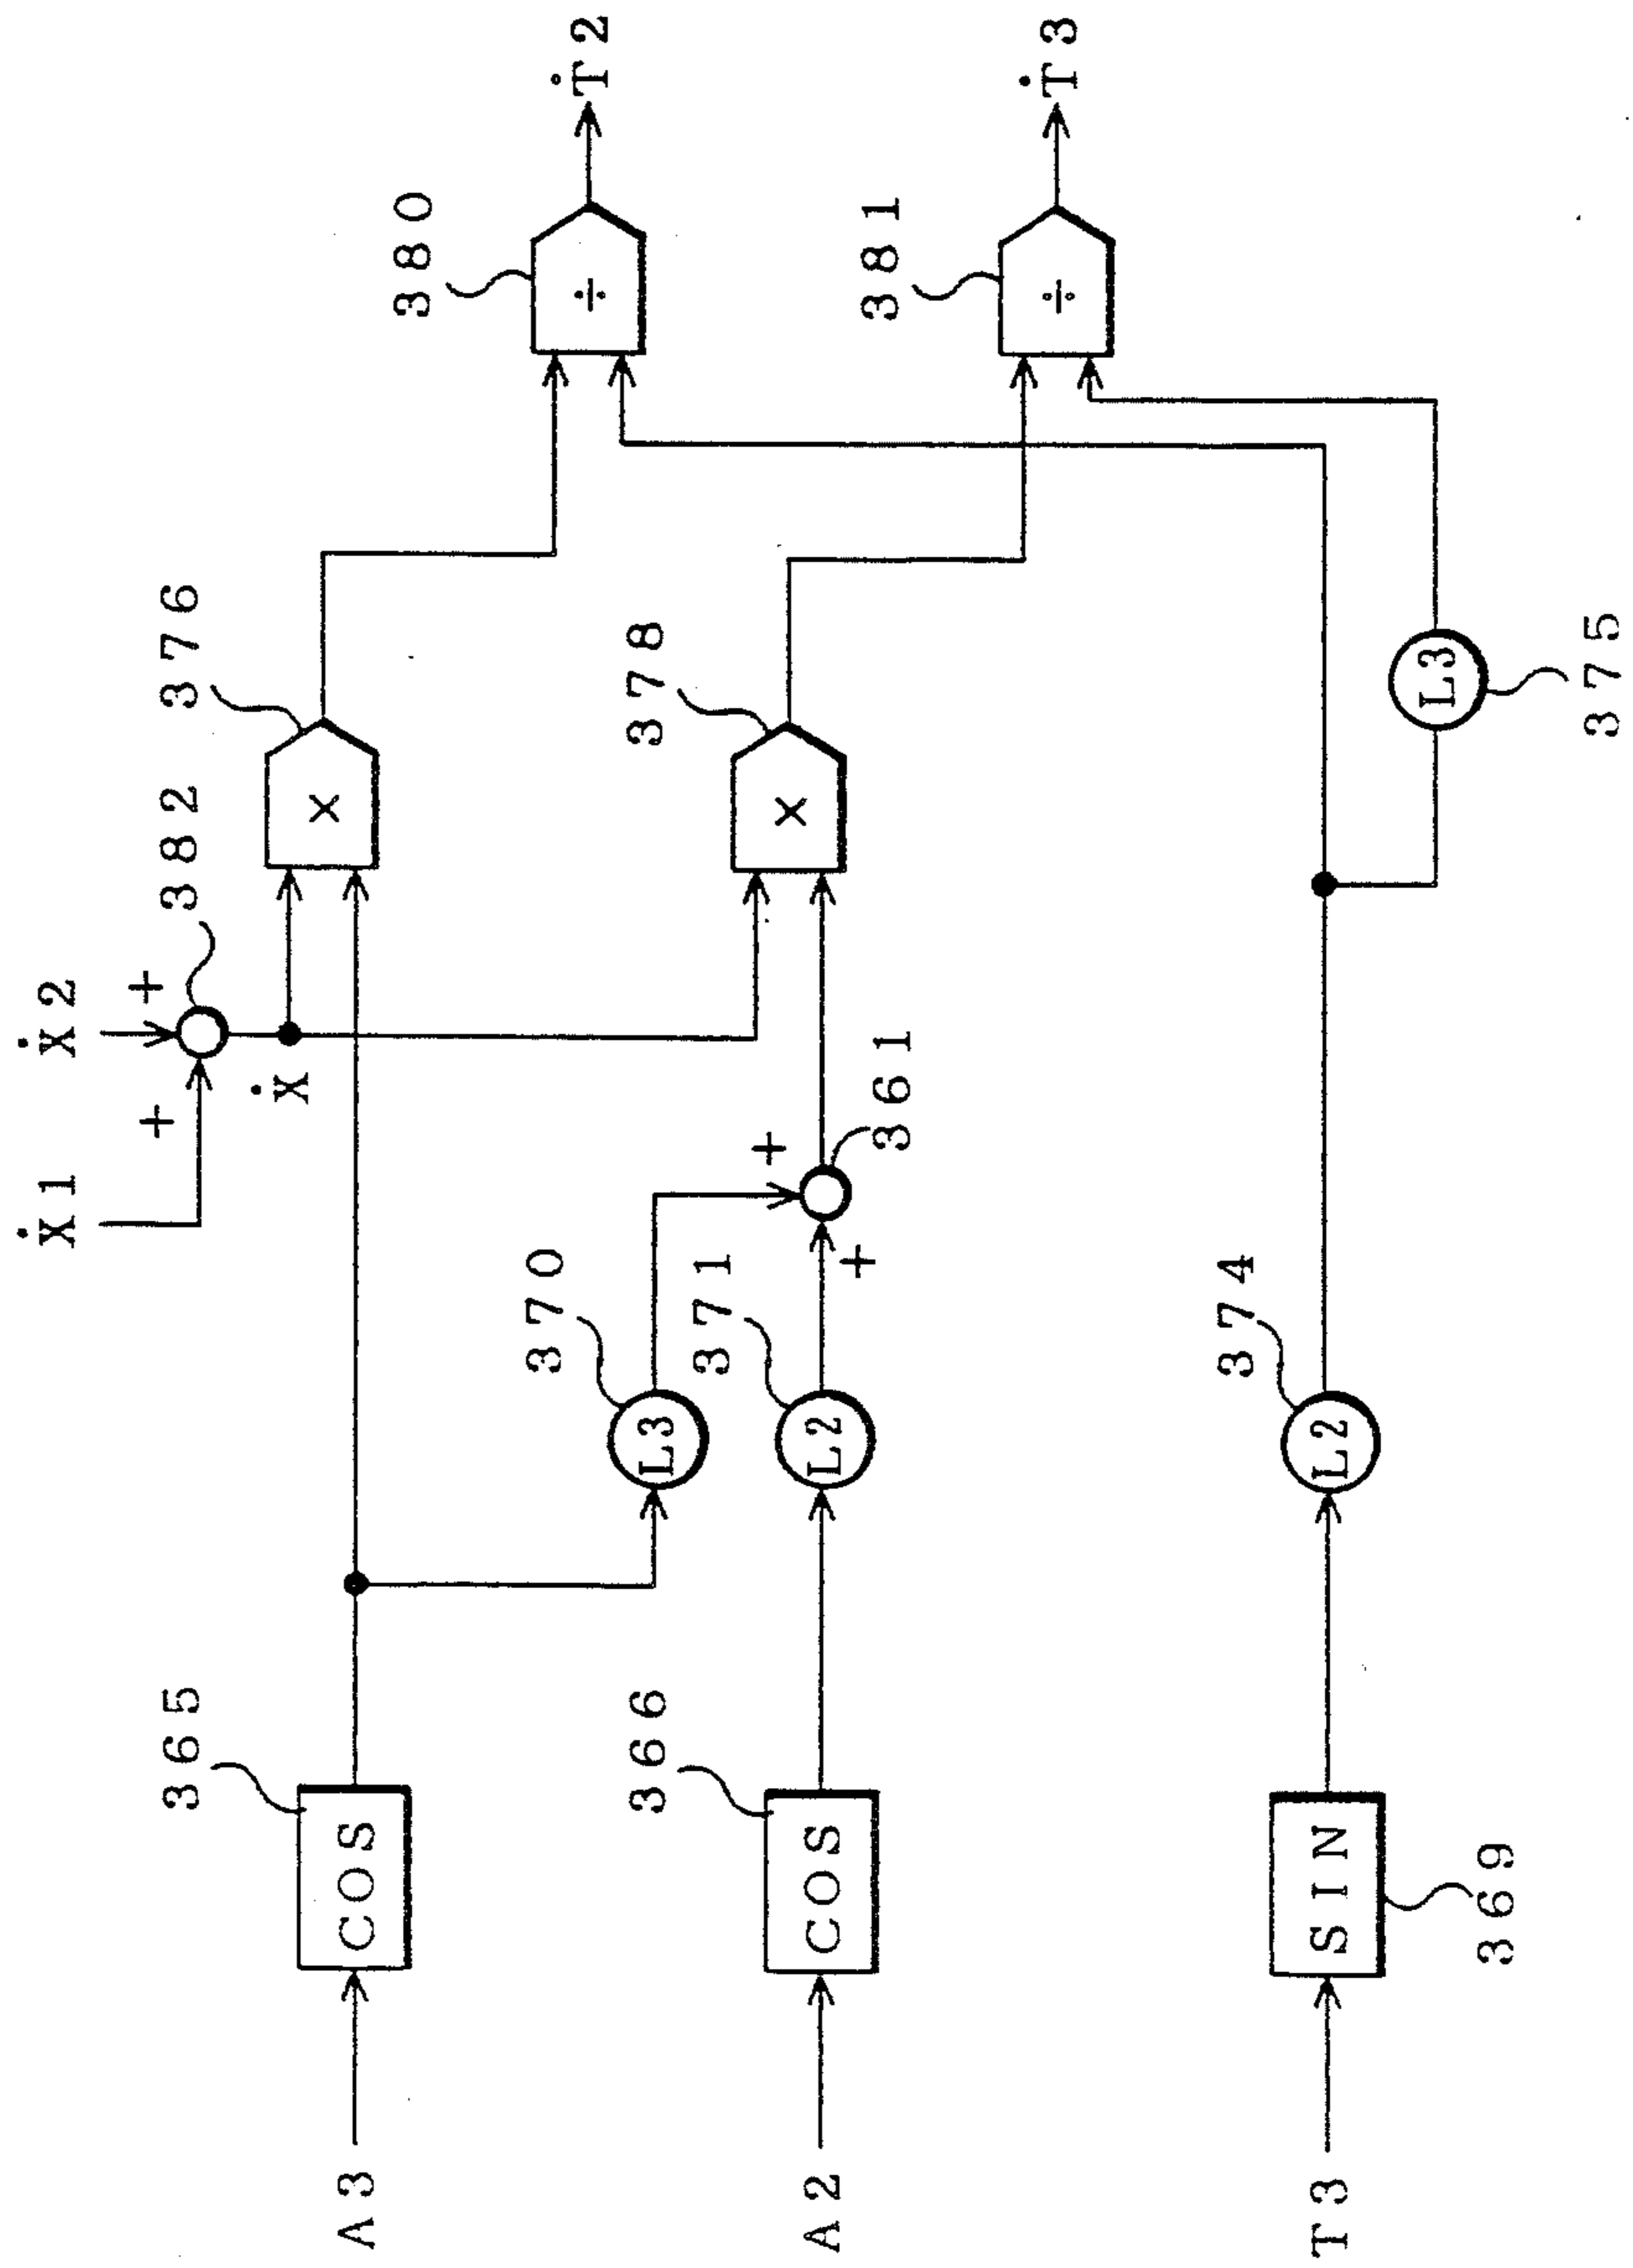 Ẋ1
Ẋ2
+
+
382
Ẋ
A3
365
COS
376
×
380
÷
Ṫ2
A2
366
COS
370
L3
371
L2
+
+
361
378
×
381
÷
Ṫ3
T3
SIN
369
374
L2
L3
375